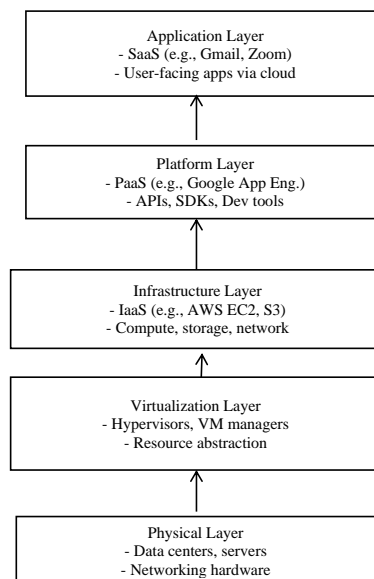 Application Layer
- SaaS (e.g., Gmail, Zoom)
- User-facing apps via cloud
Platform Layer
- PaaS (e.g., Google App Eng.)
- APIs, SDKs, Dev tools
Infrastructure Layer
- IaaS (e.g., AWS EC2, S3)
- Compute, storage, network
Virtualization Layer
- Hypervisors, VM managers
- Resource abstraction
Physical Layer
- Data centers, servers
- Networking hardware